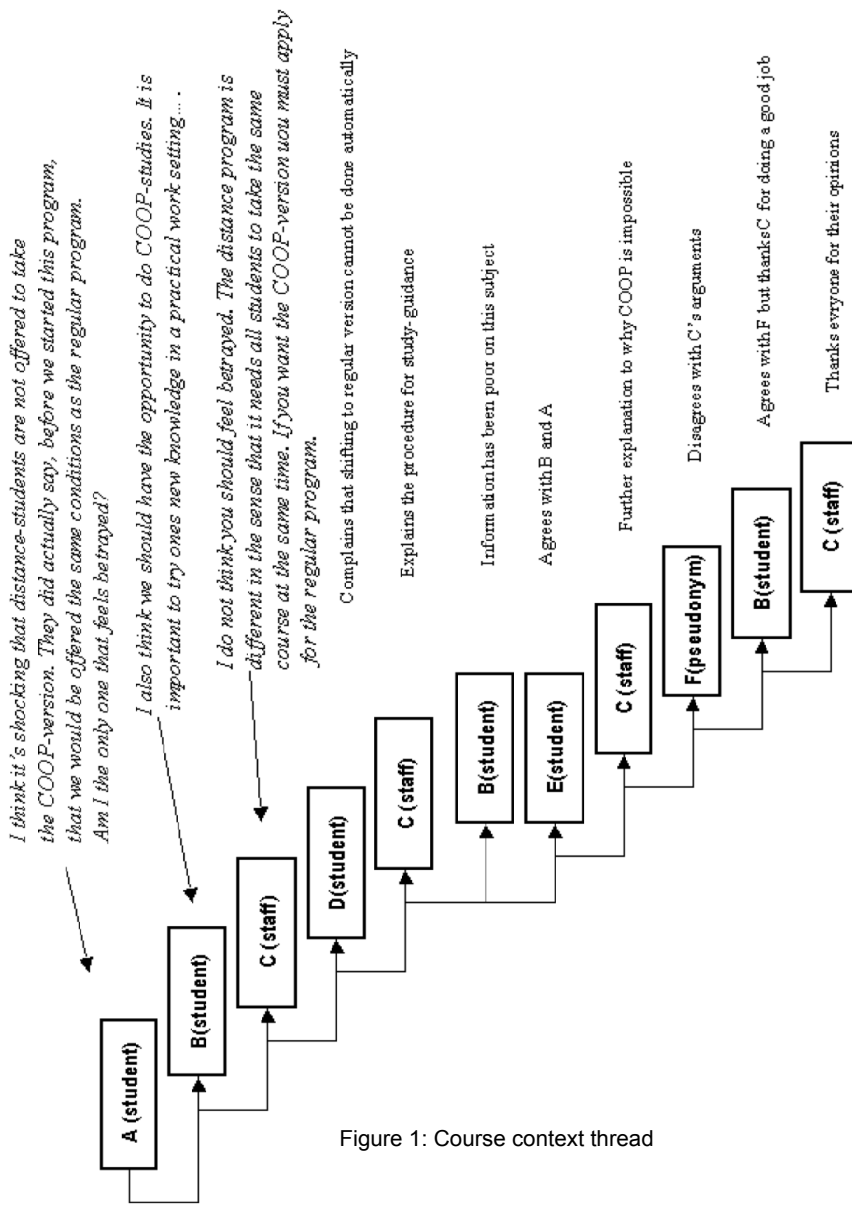 I think it's shocking that distance-students are not offered to take
the COOP-version. They did actually say, before we started this program,
that we would be offered the same conditions as the regular program.
Am I the only one that feels betrayed?
A (student)
I also think we should have the opportunity to do COOP-studies. It is
important to try ones new knowledge in a practical work setting... .
B(student)
I do not think you should feel betrayed. The distance program is
different in the sense that it needs all students to take the same
course at the same time. If you want the COOP-version uou must apply
for the regular program.
C (staff)
Complains that shifting to regular version cannot be done automatically
D(student)
Explains the procedure for study- guidance
C (staff)
Information has been poor on this subject
B(student)
Agrees with B and A
E(student)
Further explanation to why COOP is impossible
C (staff)
Disagrees with C's arguments
F(pseudonym)
Agrees with F but thanks C for doing a good job
B(student)
Thanks evryone for their opinions
C (staff)
Figure 1: Course context thread